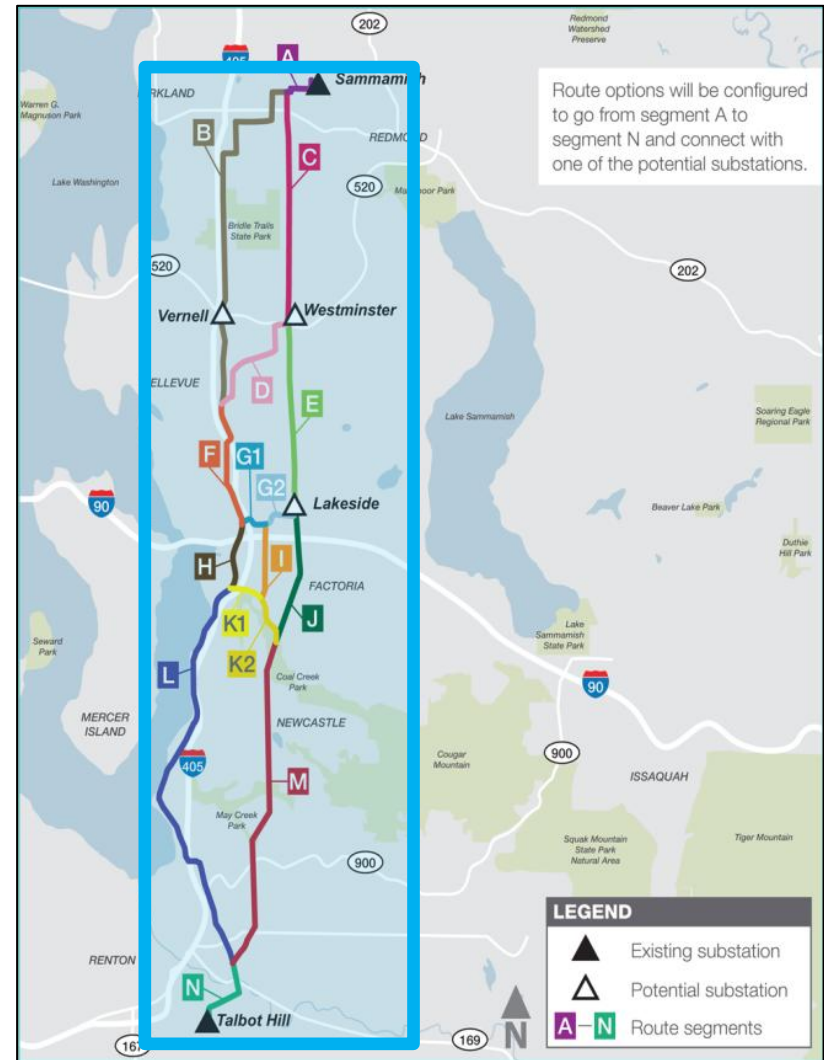 202
Redmond
Watershed
Preserve
405
A
Sammamish
Warren G.
Magnuson Park
RKLAND
Route options will be configured
to go from segment A to
segment N and connect with
one of the potential substations.
B
REDMOND
C
Lake Washington
520
Bridle Trails
State Park
520
202
Vernell
Westminster
ELLEVUE
D
E
Lake Sammamish
Soaring Eagle
Regional Park
F
G1
G2
90
Lakeside
Beaver Lake Park
Duthie
Hill Park
H
I
FACTORIA
K1
J
Lake
Sammamish
State Park
Seward
Park
K2
L
Coal Creek
Park
90
MERCER
ISLAND
NEWCASTLE
Cougar
Mountain
900
405
M
ISSAQUAH
May Creek
Park
Squak Mountain
State Park
Natural Area
Tiger Mountain
900
LEGEND
Existing substation
RENTON
Potential substation
N
Talbot Hill
N
A–N Route segments
167
169